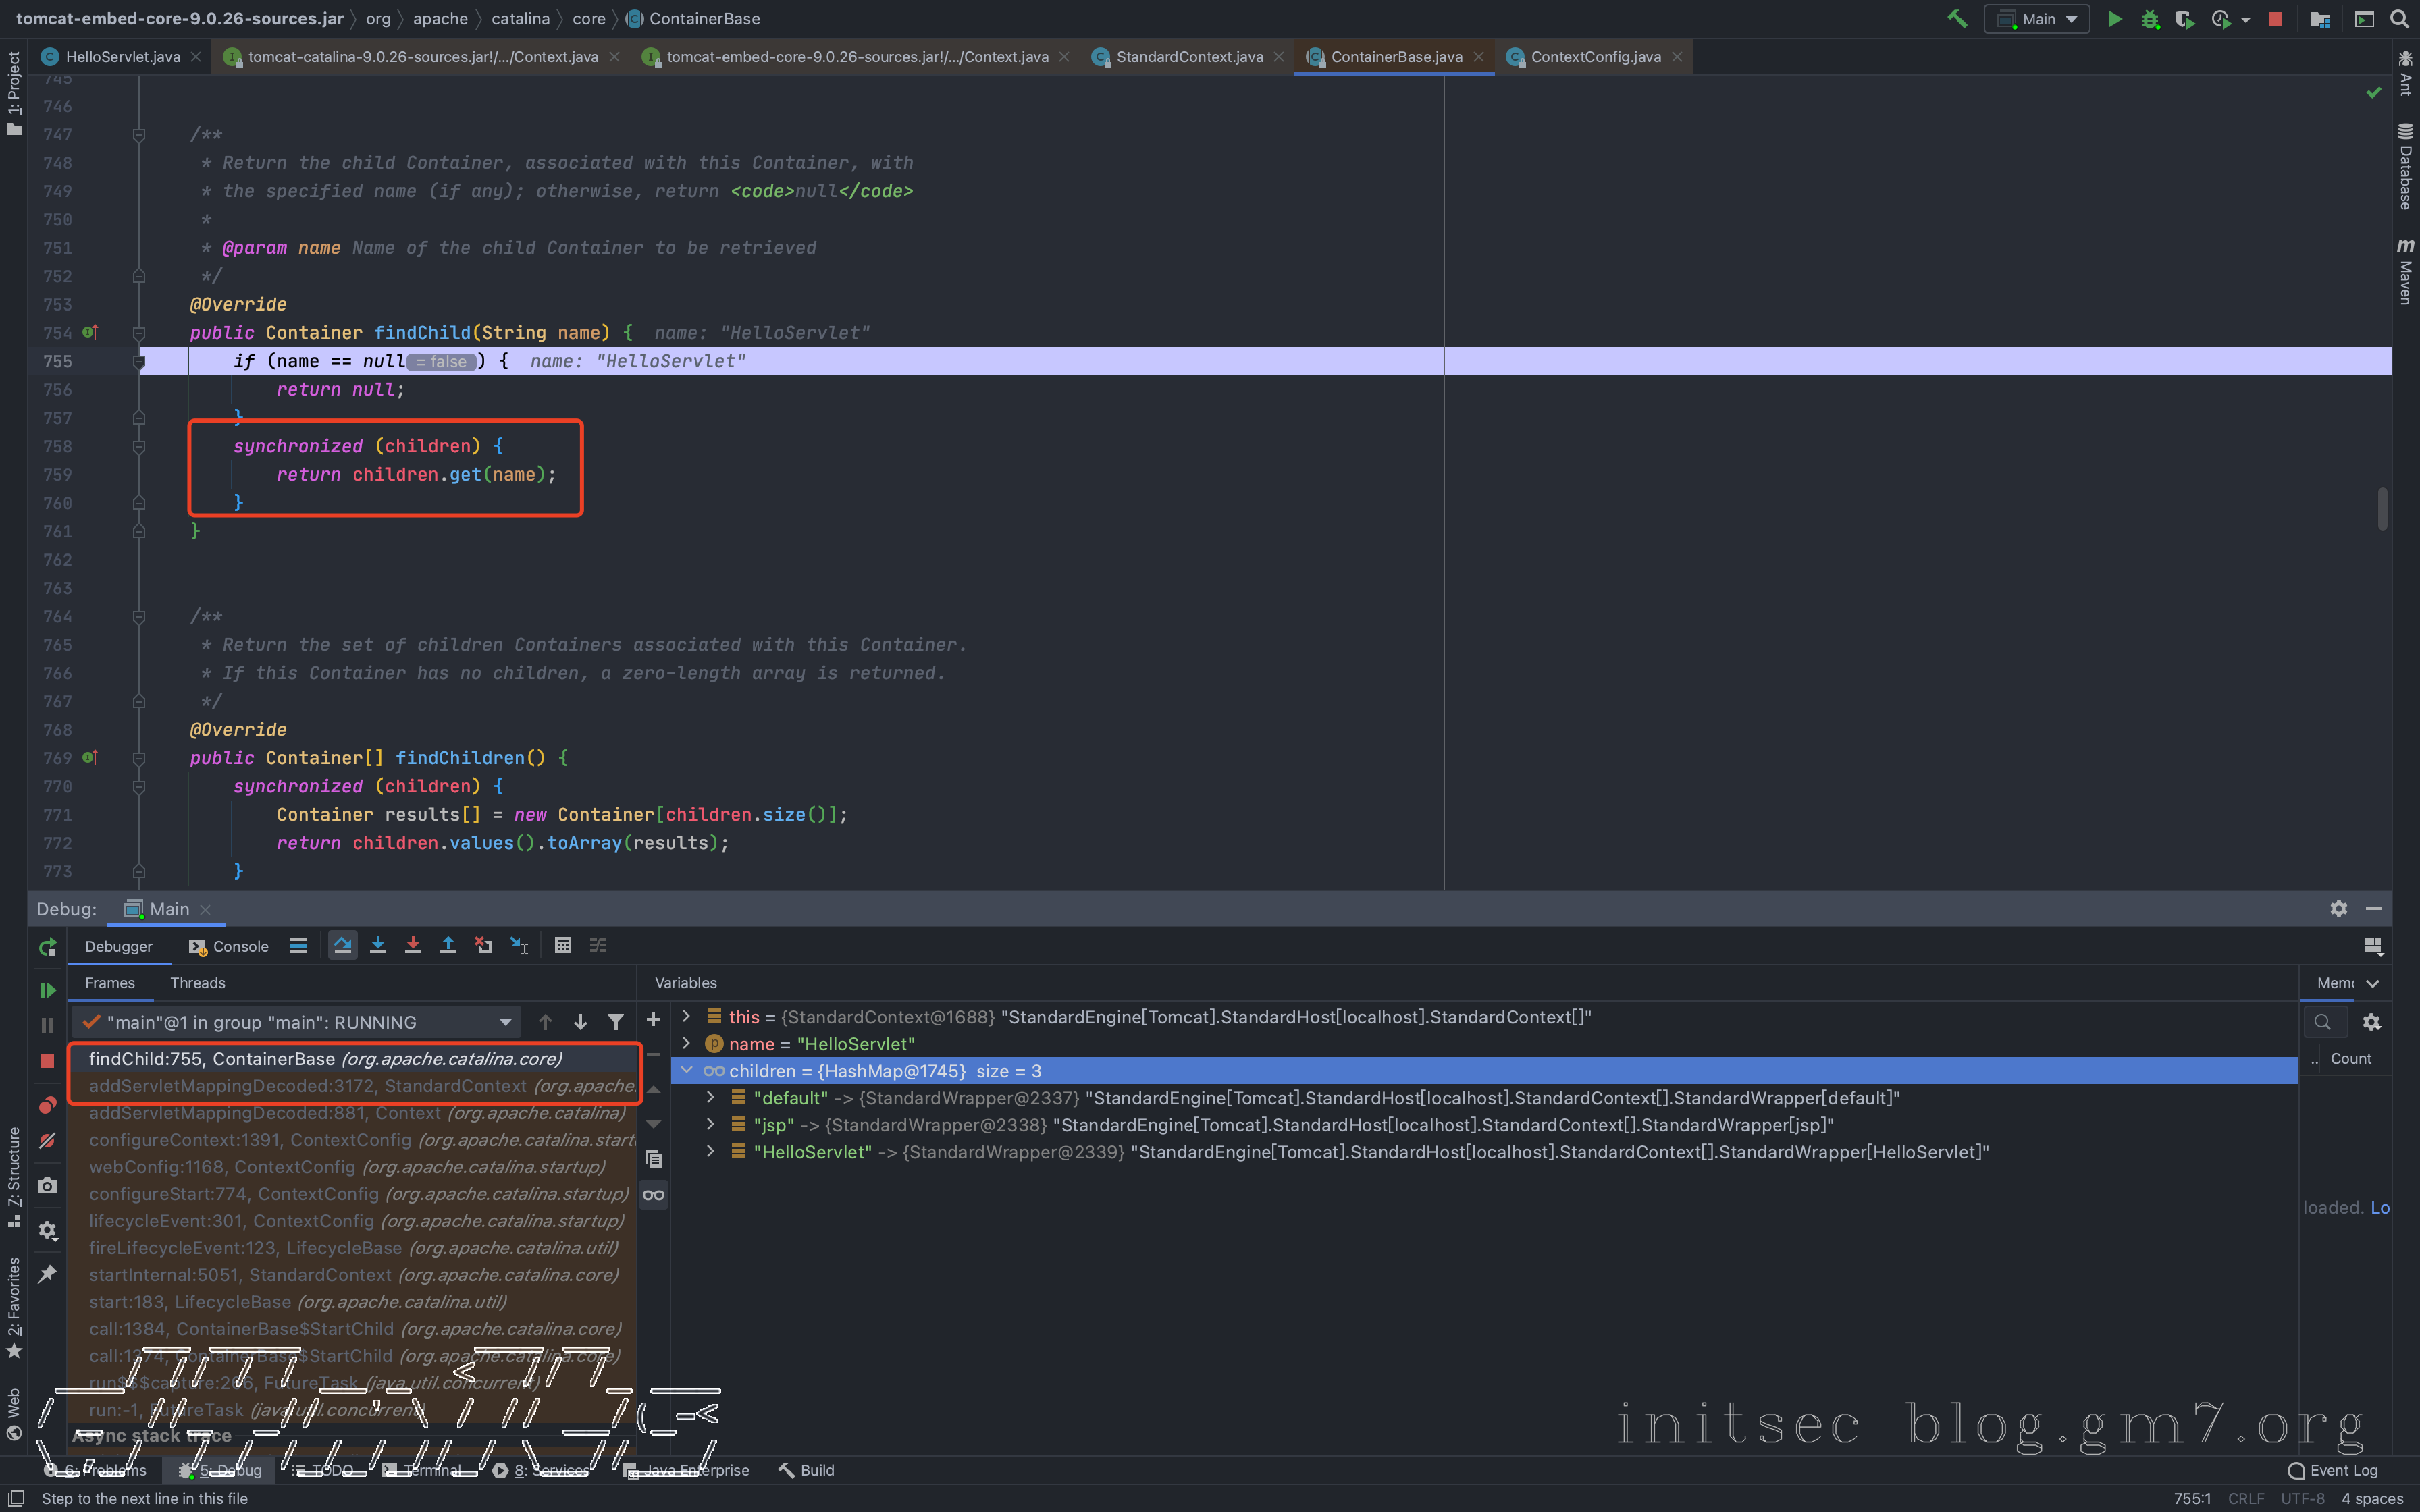 tomcat-embed-core-9.0.26-sources.jar 〉 org 〉 apache 〉 catalina 〉 core 〉 ContainerBase
Main
HelloServlet.java
tomcat-catalina-9.0.26-sources.jar!/.../Context.java
tomcat-embed-core-9.0.26-sources.jar!/.../Context.java
StandardContext.java
ContainerBase.java
ContextConfig.java
1: Project
Ant
Database
Maven
745
746
747 /**
748 * Return the child Container, associated with this Container, with
749 * the specified name (if any); otherwise, return <code>null</code>
750 *
751 * @param name Name of the child Container to be retrieved
752 */
753 @Override
754 public Container findChild(String name) { name: "HelloServlet"
755 if (name == null = false ) { name: "HelloServlet"
756 return null;
757 }
758 synchronized (children) {
759 return children.get(name);
760 }
761 }
762
763
764 /**
765 * Return the set of children Containers associated with this Container.
766 * If this Container has no children, a zero-length array is returned.
767 */
768 @Override
769 public Container[] findChildren() {
770 synchronized (children) {
771 Container results[] = new Container[children.size()];
772 return children.values().toArray(results);
773 }
Debug: Main
Debugger Console
Frames Threads Variables
"main"@1 in group "main": RUNNING
findChild:755, ContainerBase (org.apache.catalina.core)
addServletMappingDecoded:3172, StandardContext (org.apache.
addServletMappingDecoded:881, Context (org.apache.catalina)
configureContext:1391, ContextConfig (org.apache.catalina.start
webConfig:1168, ContextConfig (org.apache.catalina.startup)
configureStart:774, ContextConfig (org.apache.catalina.startup)
lifecycleEvent:301, ContextConfig (org.apache.catalina.startup)
fireLifecycleEvent:123, LifecycleBase (org.apache.catalina.util)
startInternal:5051, StandardContext (org.apache.catalina.core)
start:183, LifecycleBase (org.apache.catalina.util)
call:1384, ContainerBase$StartChild (org.apache.catalina.core)
call:1374, ContainerBase$StartChild (org.apache.catalina.core)
run$$$capture:266, FutureTask (java.util.concurrent)
run:-1, FutureTask (java.util.concurrent)
Async stack trace
this = {StandardContext@1688} "StandardEngine[Tomcat].StandardHost[localhost].StandardContext[]"
name = "HelloServlet"
children = {HashMap@1745} size = 3
"default" -> {StandardWrapper@2337} "StandardEngine[Tomcat].StandardHost[localhost].StandardContext[].StandardWrapper[default]"
"jsp" -> {StandardWrapper@2338} "StandardEngine[Tomcat].StandardHost[localhost].StandardContext[].StandardWrapper[jsp]"
"HelloServlet" -> {StandardWrapper@2339} "StandardEngine[Tomcat].StandardHost[localhost].StandardContext[].StandardWrapper[HelloServlet]"
Mem
.. Count
loaded. Lo
Z: Structure
2: Favorites
Web
initsec blog.gm7.org
6: Problems 5: Debug TODO Terminal 8: Services Java Enterprise Build Event Log
Step to the next line in this file 755:1 CRLF UTF-8 4 spaces